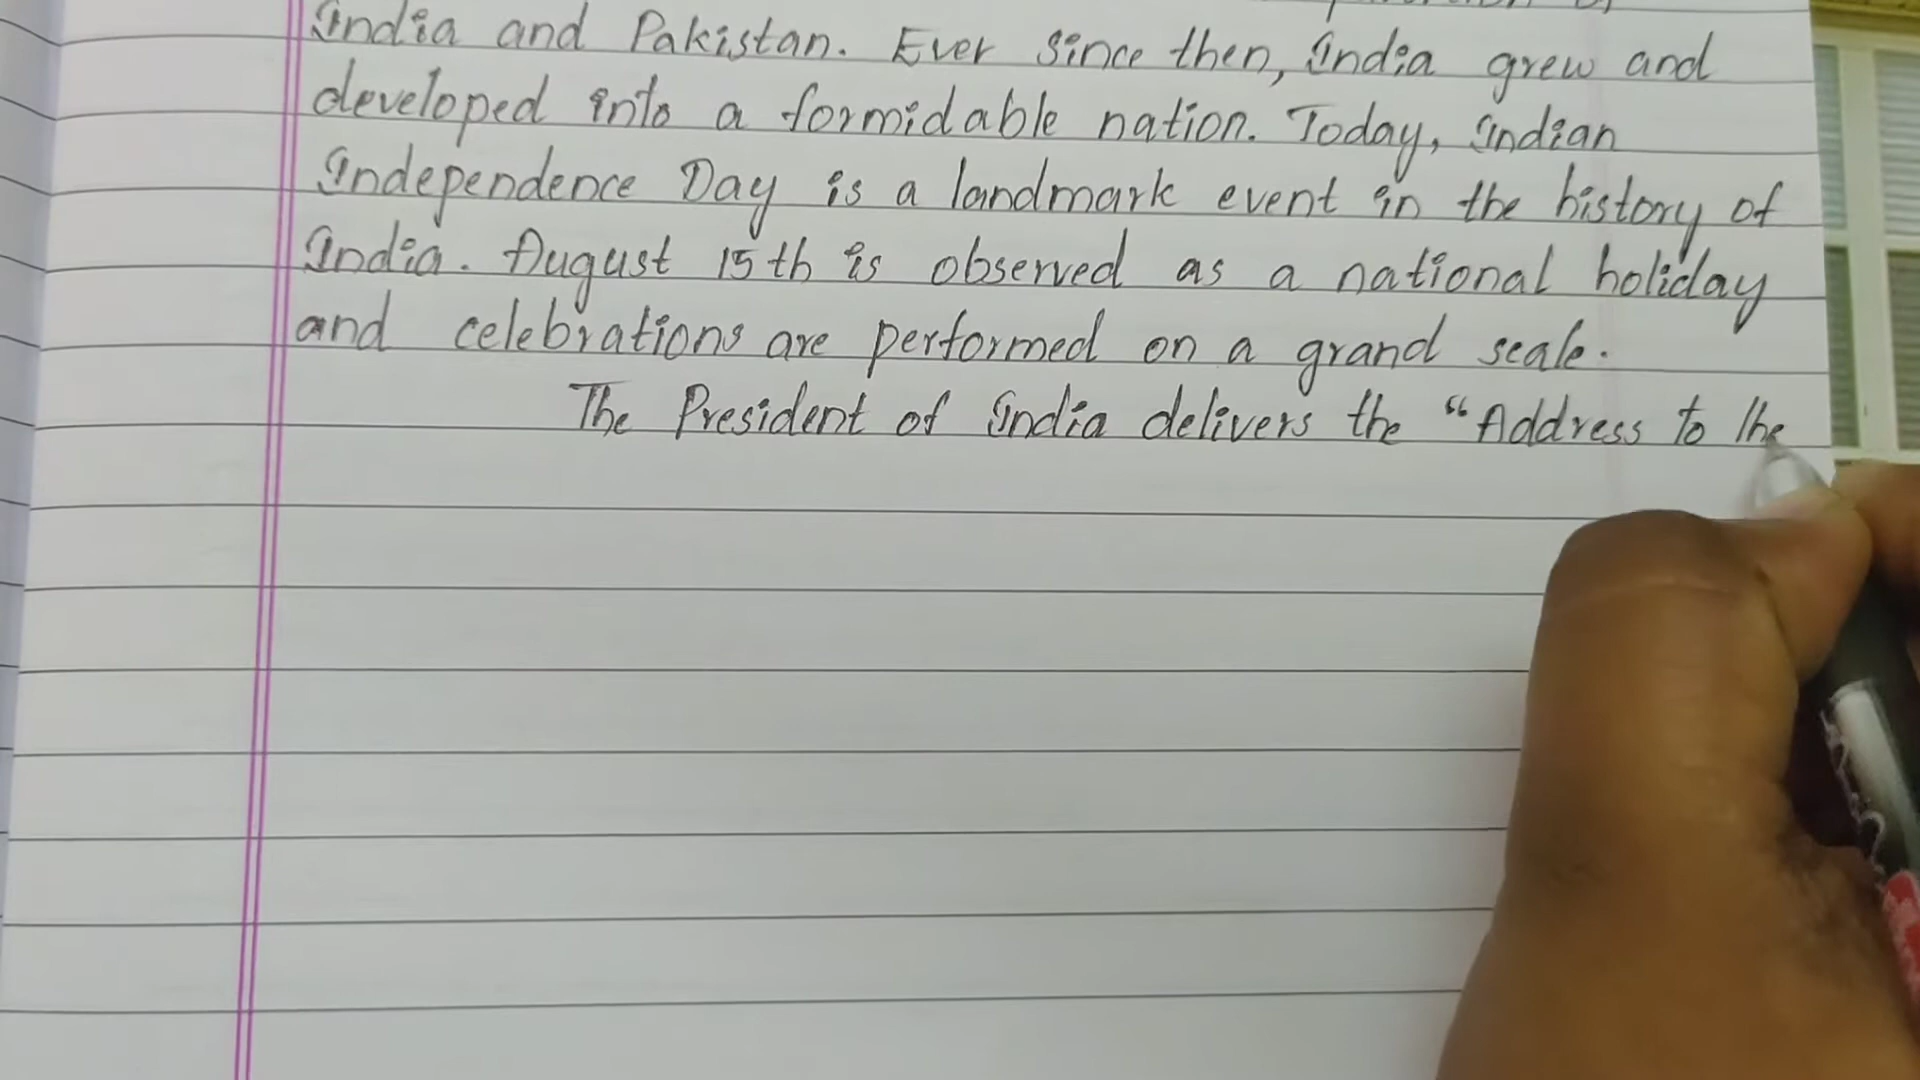 India and Pakistan. Ever since then, India grew and
developed into a formidable nation. Today, Indian
Independence Day is a landmark event in the history of
India. August 15th is observed as a national holiday
and celebrations are performed on a grand scale.
The President of India delivers the "Address to the